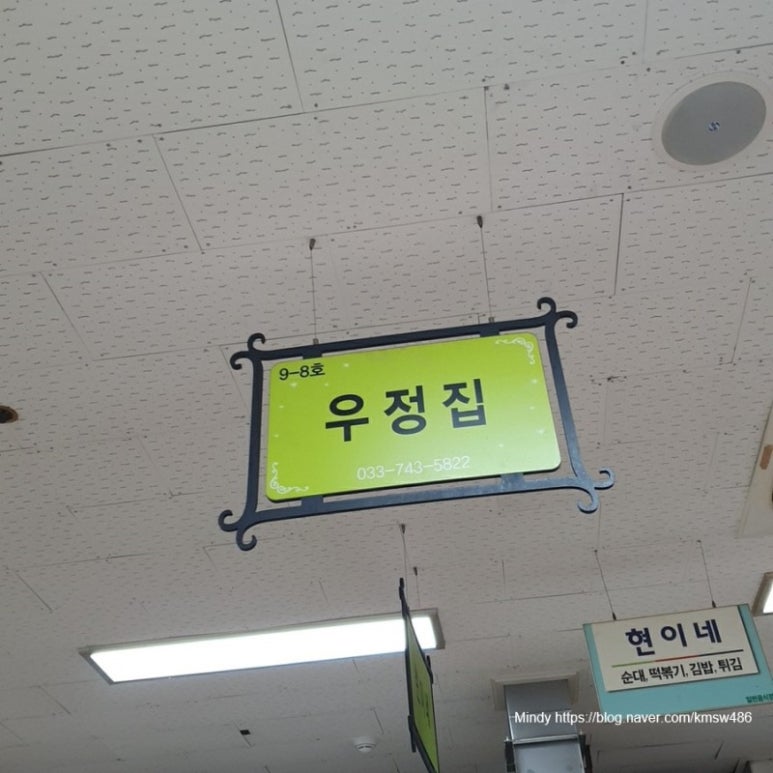 9-8호
우정집
033-743-5822
현이네
순대, 떡볶기, 김밥, 튀김
Mindy https://blog.naver.com/kmsw486